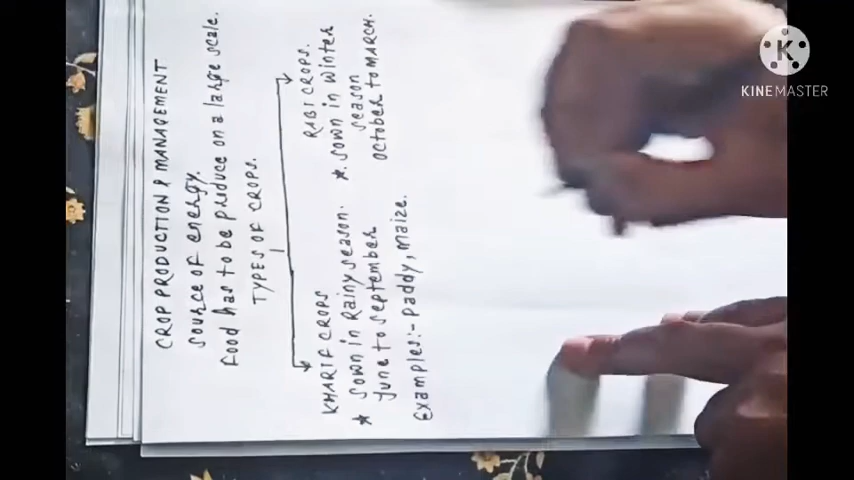 CROP PRODUCTION & MANAGEMENT
source of energy.
food has to be produce on a large scale.
TYPES OF CROPS.
KHARIF CROPS
★ Sown in Rainy season.
June to September
Examples:- Paddy, Maize.
RABI CROPS.
★. Sown in winter
season
October to MARCH.
K
KINEMASTER